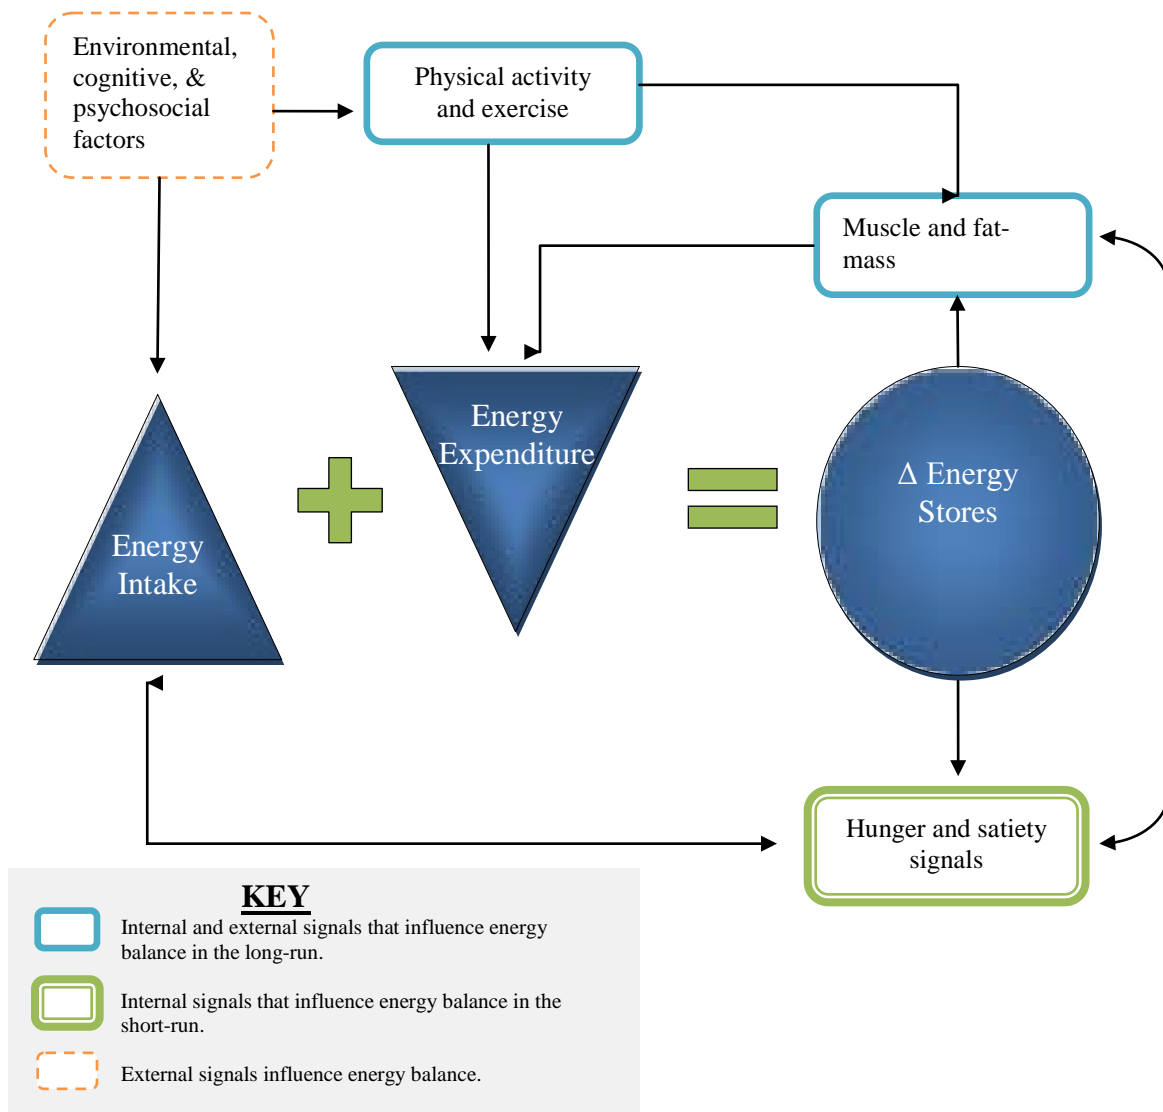 Environmental,
cognitive, &
psychosocial
factors
Physical activity
and exercise
Muscle and fat-
mass
Energy
Intake
Energy
Expenditure
Δ Energy
Stores
Hunger and satiety
signals
KEY
Internal and external signals that influence energy
balance in the long-run.
Internal signals that influence energy balance in the
short-run.
External signals influence energy balance.